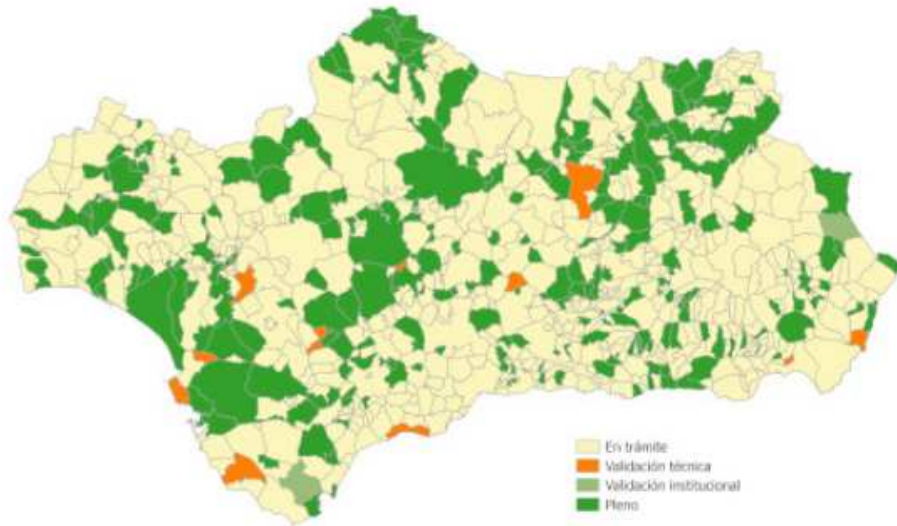 En trámite
Validación técnica
Validación institucional
Pleno